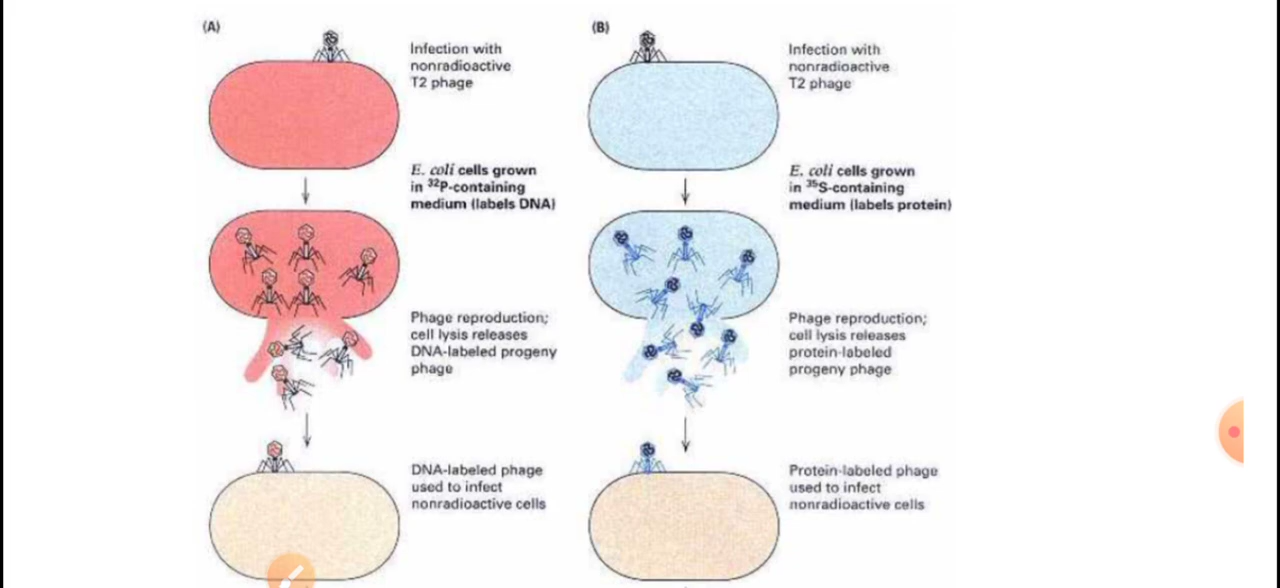 (A)
Infection with
nonradioactive
T2 phage
E. coli cells grown
in ³²P-containing
medium (labels DNA)
Phage reproduction;
cell lysis releases
DNA-labeled progeny
phage
DNA-labeled phage
used to infect
nonradioactive cells
(B)
Infection with
nonradioactive
T2 phage
E. coli cells grown
in ³⁵S-containing
medium (labels protein)
Phage reproduction;
cell lysis releases
protein-labeled
progeny phage
Protein-labeled phage
used to infect
nonradioactive cells